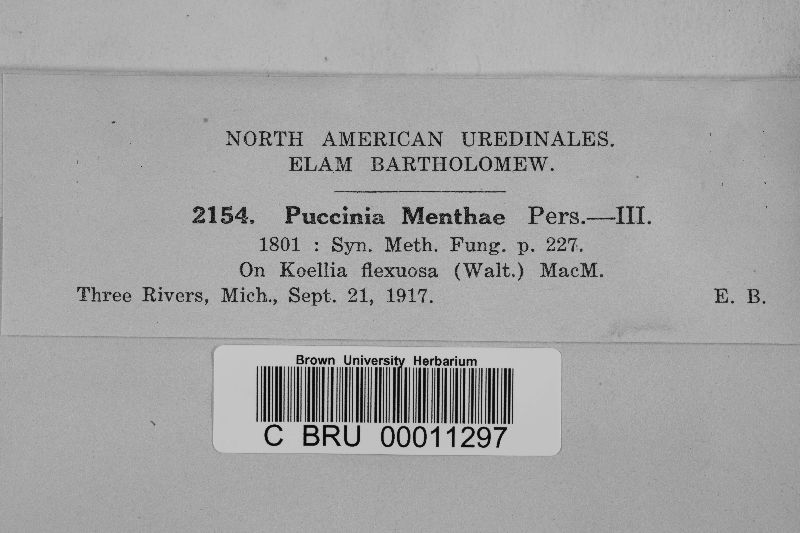 NORTH AMERICAN UREDINALES.
ELAM BARTHOLOMEW.
2154. Puccinia Menthae Pers.—III.
1801 : Syn. Meth. Fung. p. 227.
On Koellia flexuosa (Walt.) MacM.
Three Rivers, Mich., Sept. 21, 1917. E. B.
Brown University Herbarium
C BRU 00011297